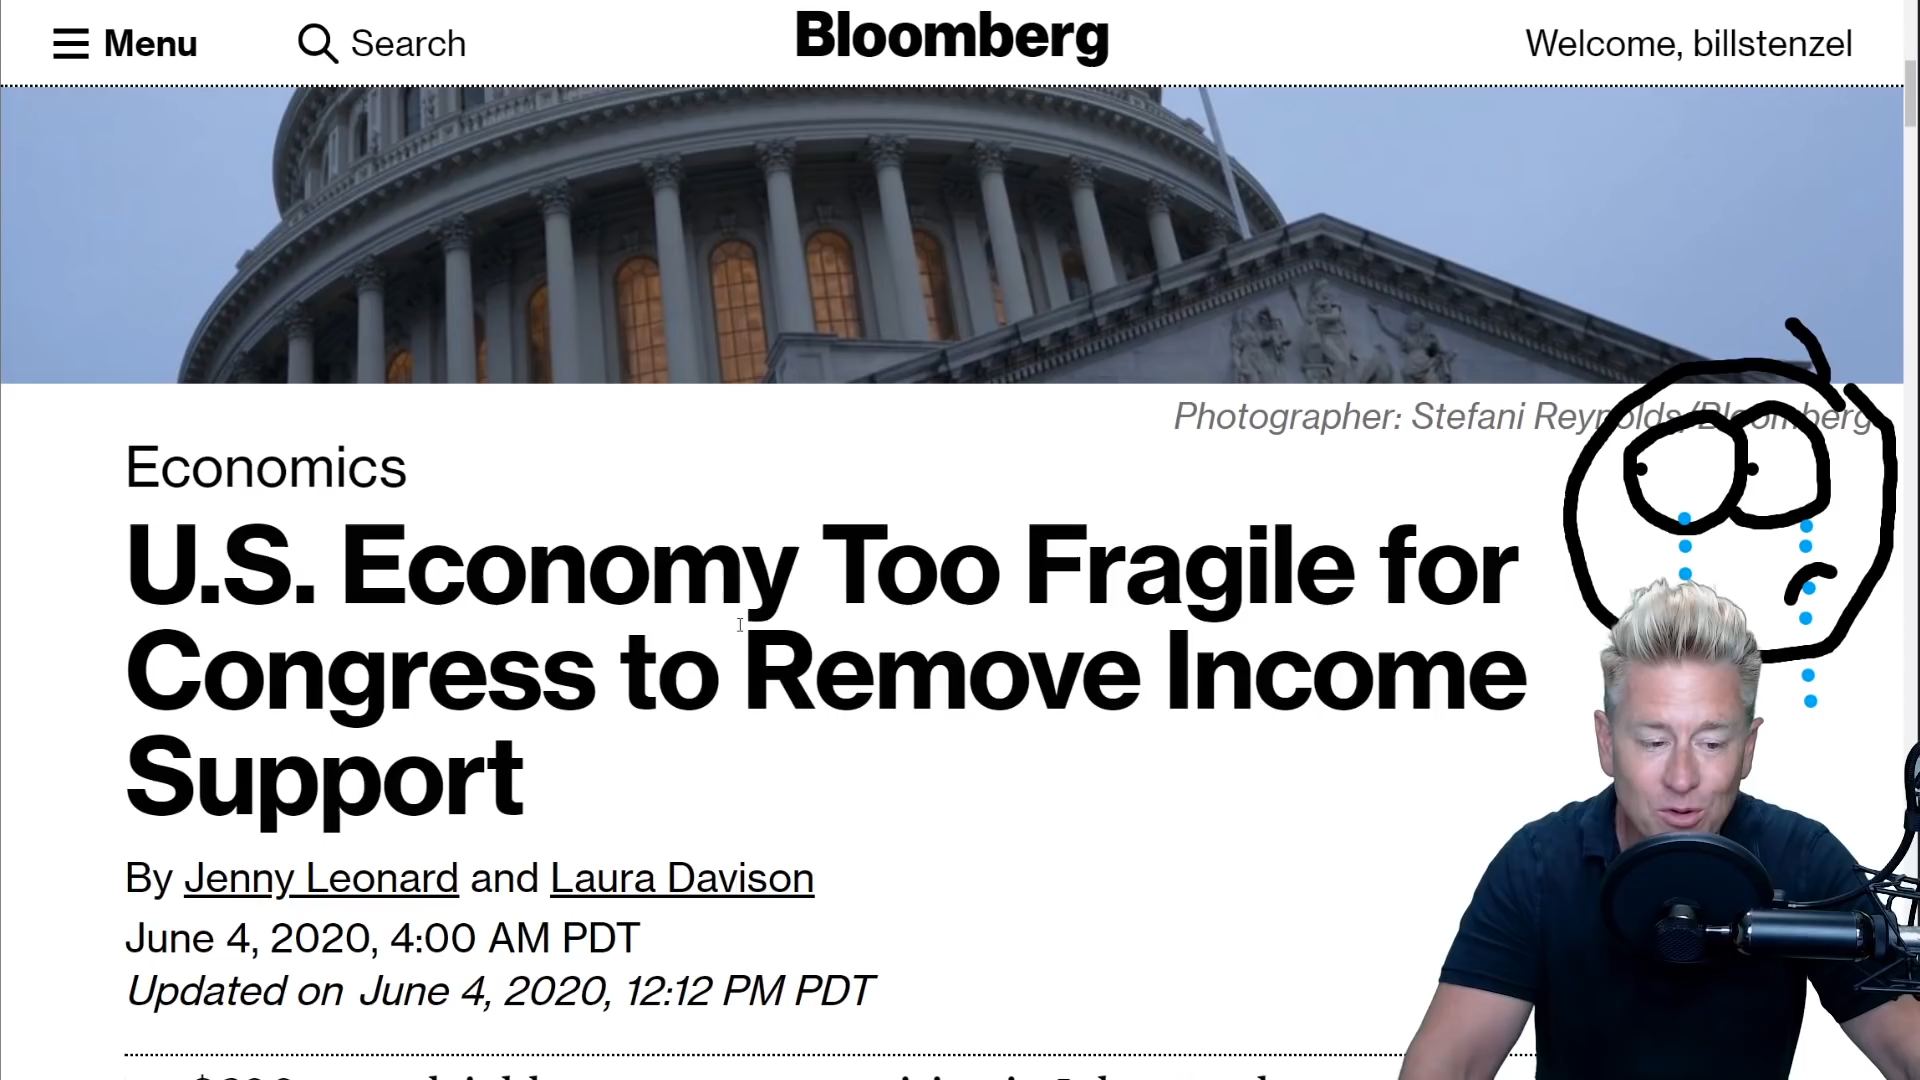 Menu
Search
Bloomberg
Welcome, billstenzel
Photographer: Stefani Reynolds/Bloomberg
Economics
U.S. Economy Too Fragile for
Congress to Remove Income
Support
By Jenny Leonard and Laura Davison
June 4, 2020, 4:00 AM PDT
Updated on June 4, 2020, 12:12 PM PDT